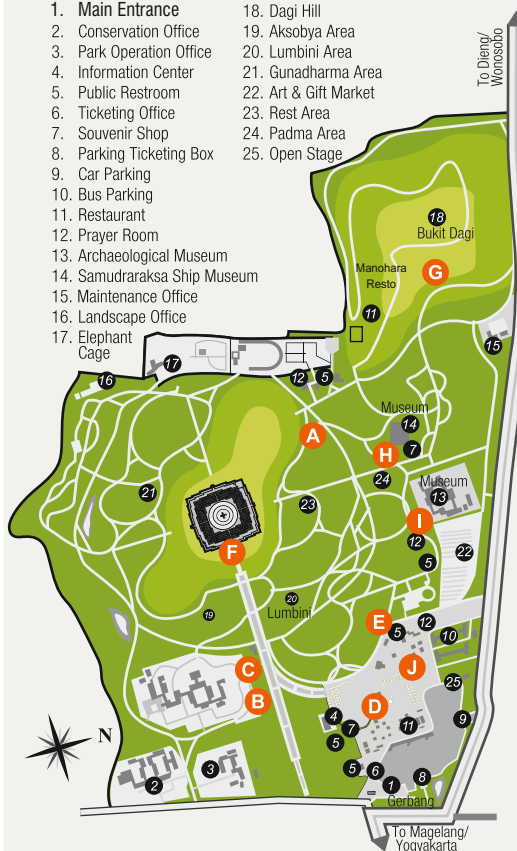 1. Main Entrance
2. Conservation Office
3. Park Operation Office
4. Information Center
5. Public Restroom
6. Ticketing Office
7. Souvenir Shop
8. Parking Ticketing Box
9. Car Parking
10. Bus Parking
11. Restaurant
12. Prayer Room
13. Archaeological Museum
14. Samudraraksa Ship Museum
15. Maintenance Office
16. Landscape Office
17. Elephant
Cage
18. Dagi Hill
19. Aksobya Area
20. Lumbini Area
21. Gunadharma Area
22. Art & Gift Market
23. Rest Area
24. Padma Area
25. Open Stage
To Dieng/
Wonosobo
18
Bukit Dagi
G
Manohara
Resto
11
15
17
16
12
5
Museum
14
A
H
7
24
Museum
13
21
23
I
12
22
F
5
20
Lumbini
19
E
5
12
10
C
J
B
D
25
4
7
11
9
5
N
2
3
5
6
1
8
Gerbang
To Magelang/
Yogyakarta